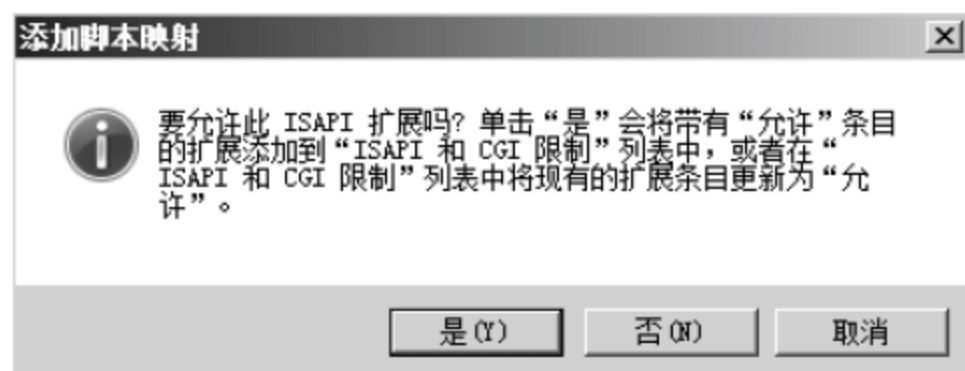 添加脚本映射
要允许此 ISAPI 扩展吗? 单击“是”会将带有“允许”条目
的扩展添加到“ISAPI 和 CGI 限制”列表中，或者在“
ISAPI 和 CGI 限制”列表中将现有的扩展条目更新为“允
许”。
是(Y) 否(N) 取消